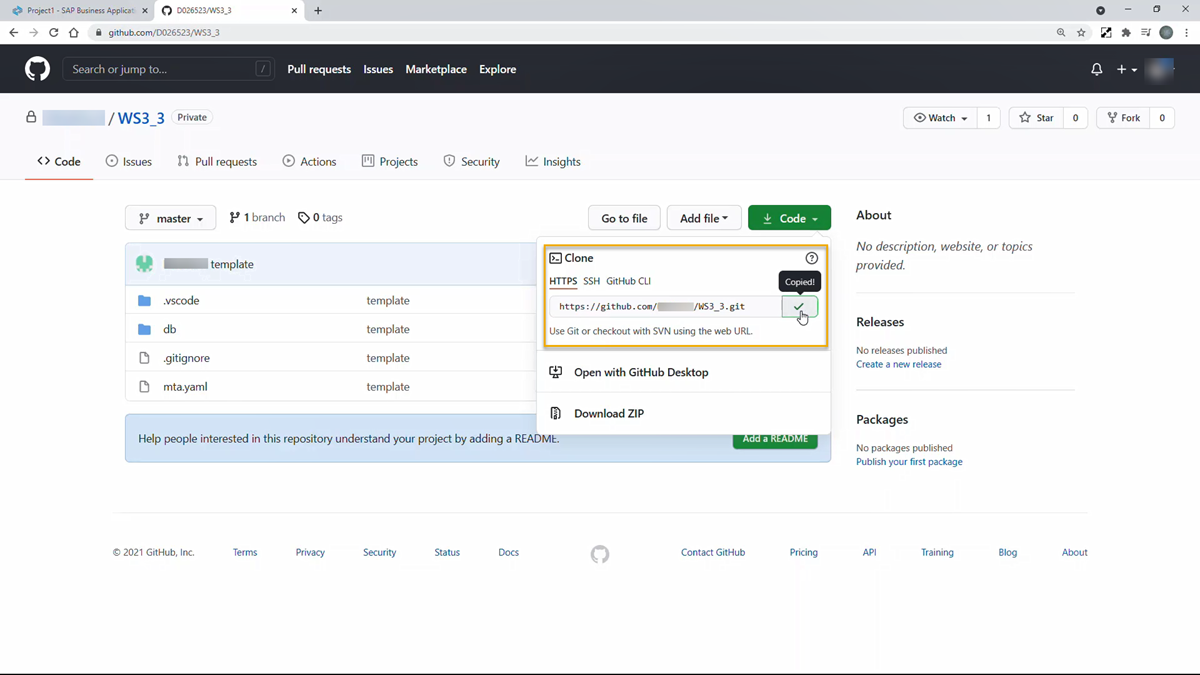 Project1 - SAP Business Applicati
D026523/WS3_3
github.com/D026523/WS3_3
Search or jump to...
/
Pull requests
Issues
Marketplace
Explore
/ WS3_3
Private
Watch
1
Star
0
Fork
0
Code
Issues
Pull requests
Actions
Projects
Security
Insights
master
1 branch
0 tags
Go to file
Add file
Code
template
.vscode
template
db
template
.gitignore
template
mta.yaml
template
Help people interested in this repository understand your project by adding a README.
Add a README
Clone
HTTPS
SSH
GitHub CLI
Copied!
https://github.com/
/WS3_3.git
Use Git or checkout with SVN using the web URL.
Open with GitHub Desktop
Download ZIP
About
No description, website, or topics
provided.
Releases
No releases published
Create a new release
Packages
No packages published
Publish your first package
© 2021 GitHub, Inc.
Terms
Privacy
Security
Status
Docs
Contact GitHub
Pricing
API
Training
Blog
About